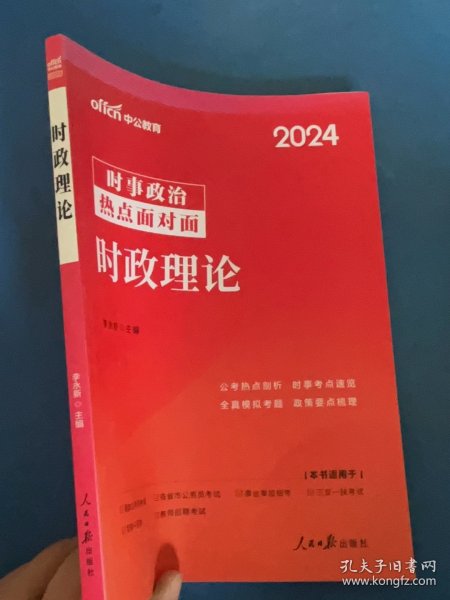 offcn 中公教育
2024
时事政治
热点面对面
时政理论
李永新◇主编
公考热点剖析 时事考点速览
全真模拟考题 政策要点梳理
【本书适用于】
各省市公务员考试 事业单位招考 三支一扶考试
教师招聘考试
人民日报出版社
offcn
时政理论
李永新◇主编
人民日报出版社
孔夫子旧书网
www.kongfz.com